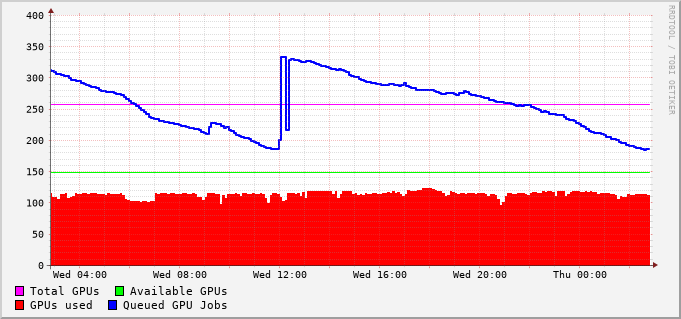 400
350
300
250
200
150
100
50
0
Wed 04:00 Wed 08:00 Wed 12:00 Wed 16:00 Wed 20:00 Thu 00:00
Total GPUs Available GPUs
GPUs used Queued GPU Jobs
RRDTOOL / TOBI OETIKER